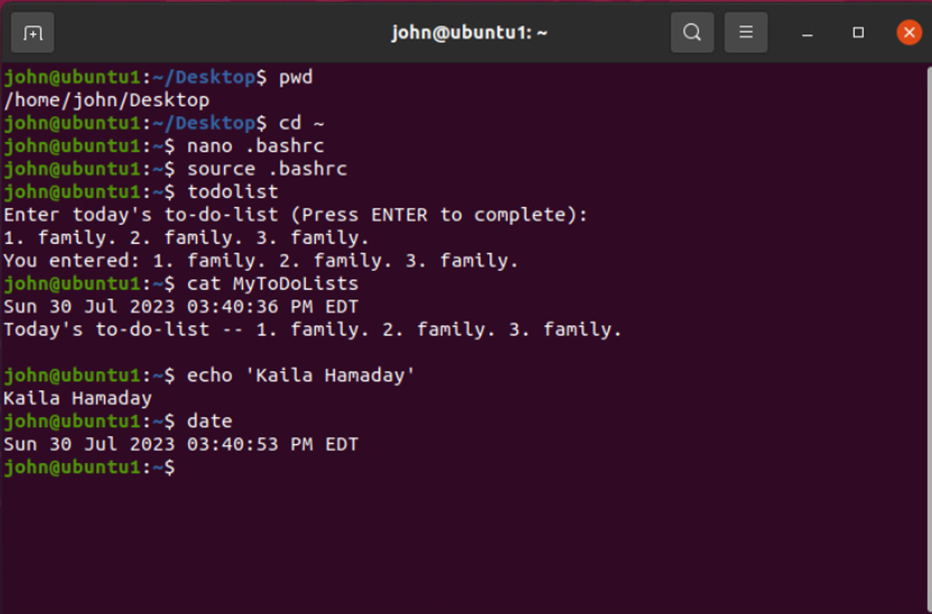 john@ubuntu1: ~
john@ubuntu1:~/Desktop$ pwd
/home/john/Desktop
john@ubuntu1:~/Desktop$ cd ~
john@ubuntu1:~$ nano .bashrc
john@ubuntu1:~$ source .bashrc
john@ubuntu1:~$ todolist
Enter today's to-do-list (Press ENTER to complete):
1. family. 2. family. 3. family.
You entered: 1. family. 2. family. 3. family.
john@ubuntu1:~$ cat MyToDoLists
Sun 30 Jul 2023 03:40:36 PM EDT
Today's to-do-list -- 1. family. 2. family. 3. family.
john@ubuntu1:~$ echo 'Kaila Hamaday'
Kaila Hamaday
john@ubuntu1:~$ date
Sun 30 Jul 2023 03:40:53 PM EDT
john@ubuntu1:~$